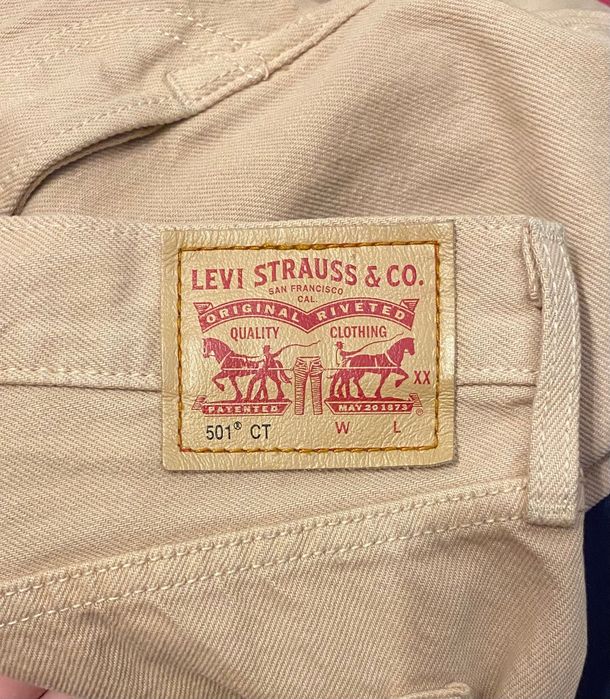 LEVI STRAUSS & CO.
SAN FRANCISCO
CAL.
ORIGINAL RIVETED
QUALITY CLOTHING
XX
PATENTED MAY 20 1873 ®
501® CT W L